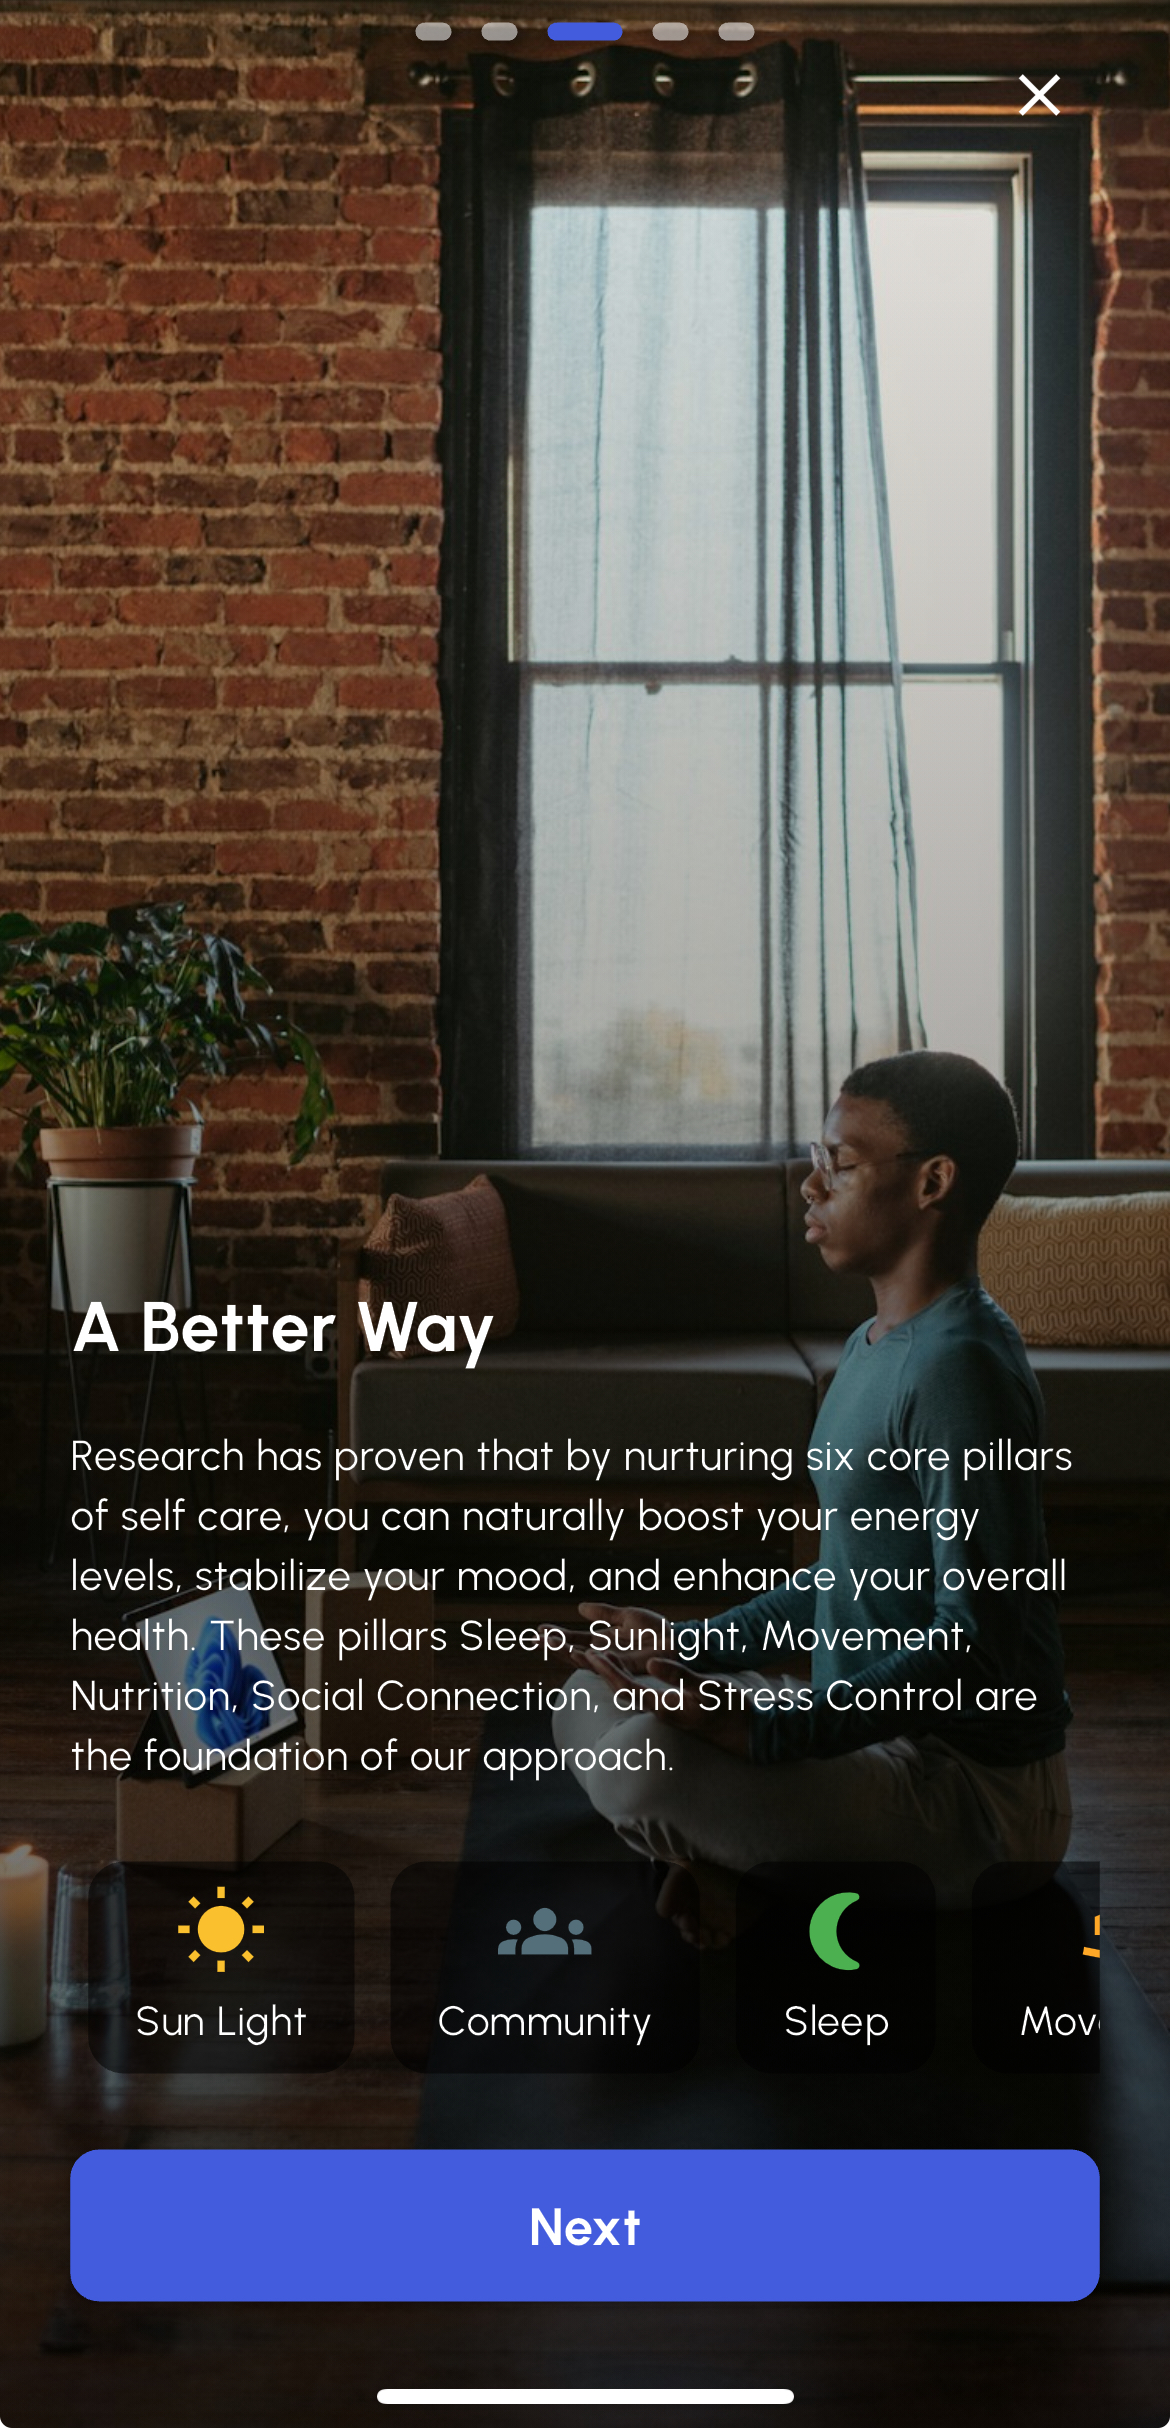 A Better Way
Research has proven that by nurturing six core pillars
of self care, you can naturally boost your energy
levels, stabilize your mood, and enhance your overall
health. These pillars Sleep, Sunlight, Movement,
Nutrition, Social Connection, and Stress Control are
the foundation of our approach.
Sun Light
Community
Sleep
Next